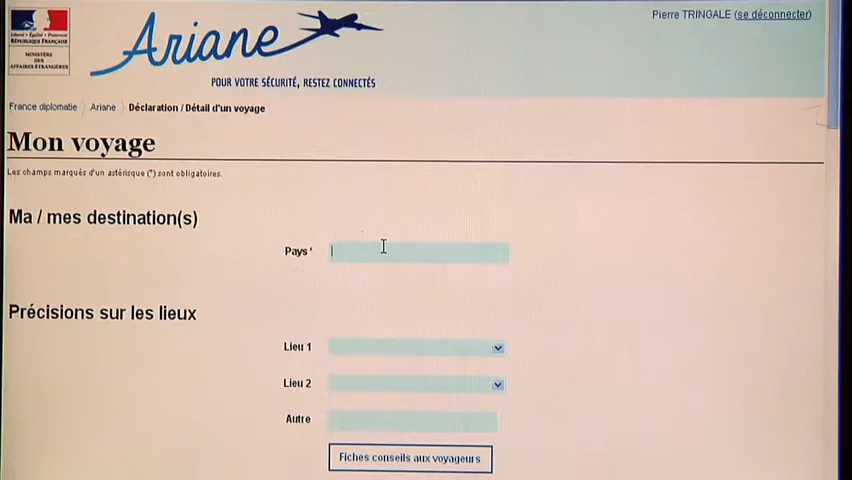 Pierre TRINGALE (se déconnecter)
Liberté • Égalité • Fraternité
RÉPUBLIQUE FRANÇAISE
MINISTÈRE
DES
AFFAIRES ÉTRANGÈRES
Ariane
POUR VOTRE SÉCURITÉ, RESTEZ CONNECTÉS
France diplomatie Ariane Déclaration / Détail d'un voyage
Mon voyage
Les champs marqués d'un astérisque (*) sont obligatoires.
Ma / mes destination(s)
Pays *
Précisions sur les lieux
Lieu 1
Lieu 2
Autre
Fiches conseils aux voyageurs